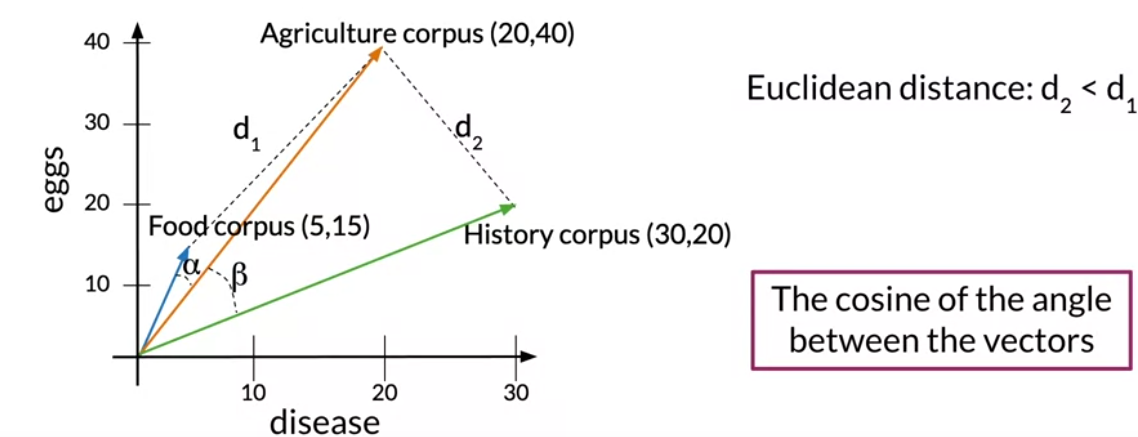 Agriculture corpus (20,40)
40
30
20
10
eggs
d₁
d₂
Food corpus (5,15)
α
β
History corpus (30,20)
10
20
30
disease
Euclidean distance: d₂ < d₁
The cosine of the angle
between the vectors